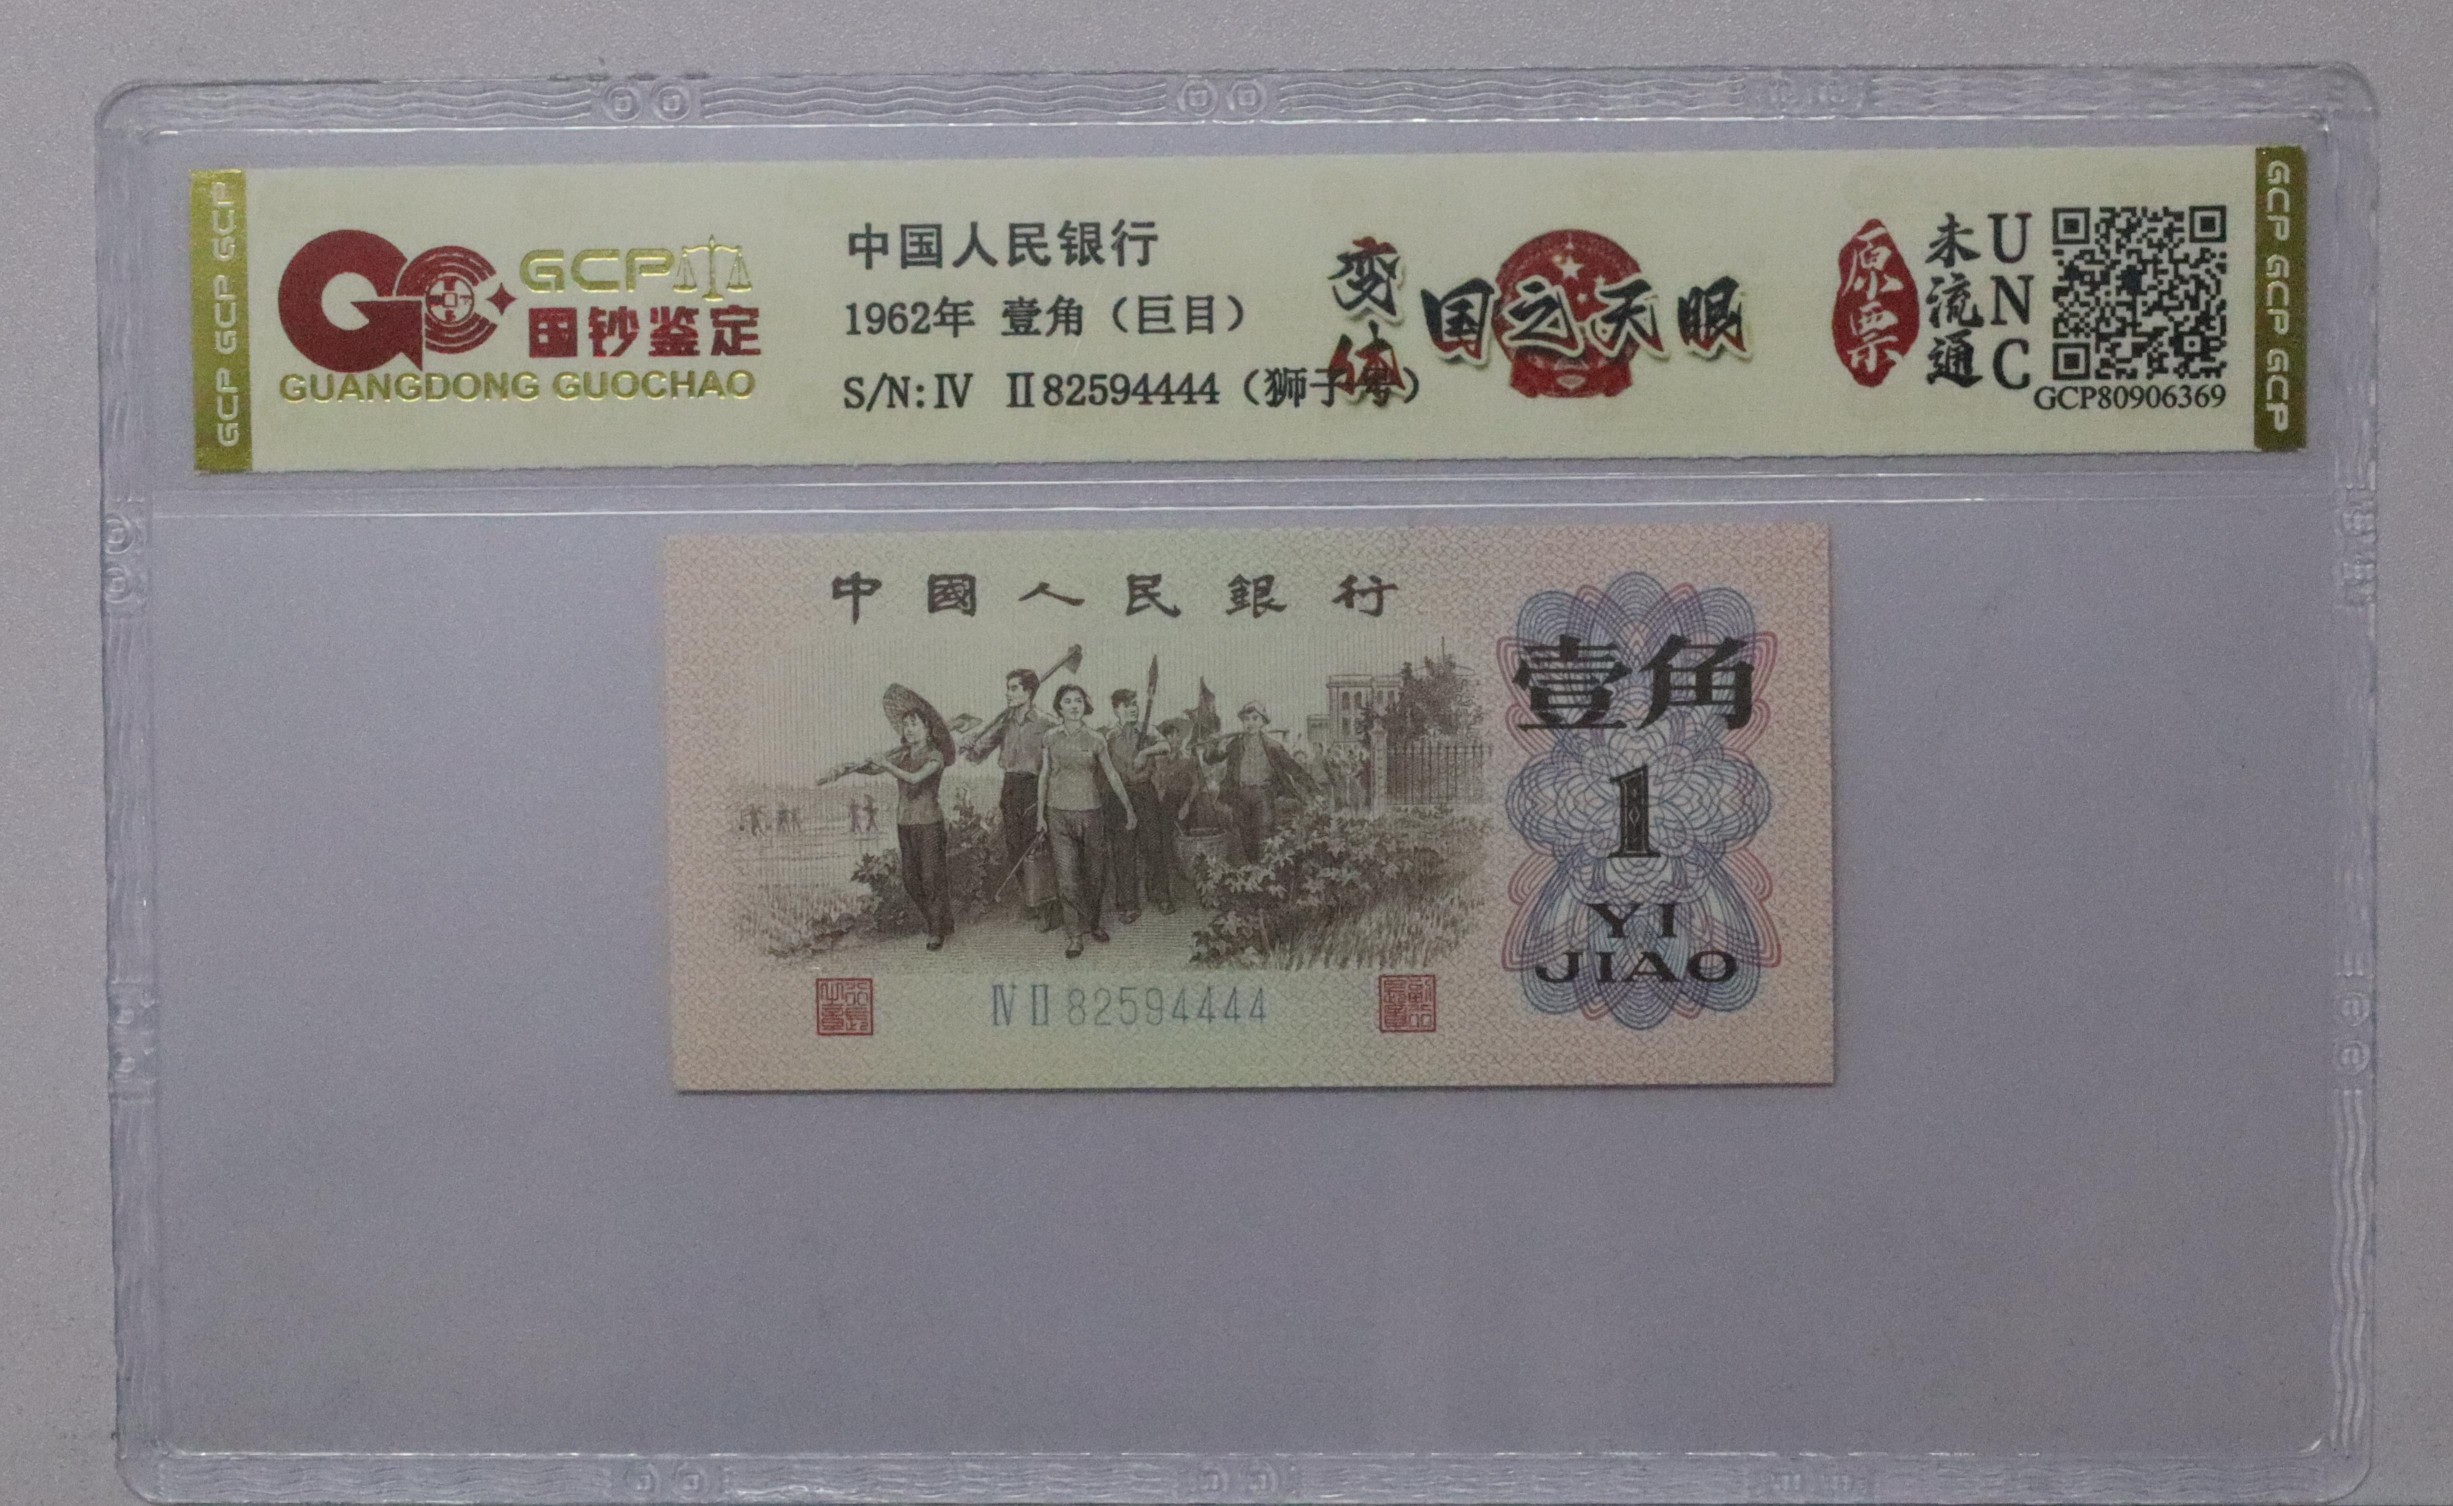 GCP GCP GCP
GCP
国钞鉴定
GUANGDONG GUOCHAO
中国人民银行
1962年 壹角（巨目）
S/N: Ⅳ Ⅱ82594444（狮子号）
变体
国之天眼
原票
未流通
UNC
GCP80906369
GCP GCP GCP
中國人民銀行
壹角
1
YI
JIAO
Ⅳ Ⅱ 82594444